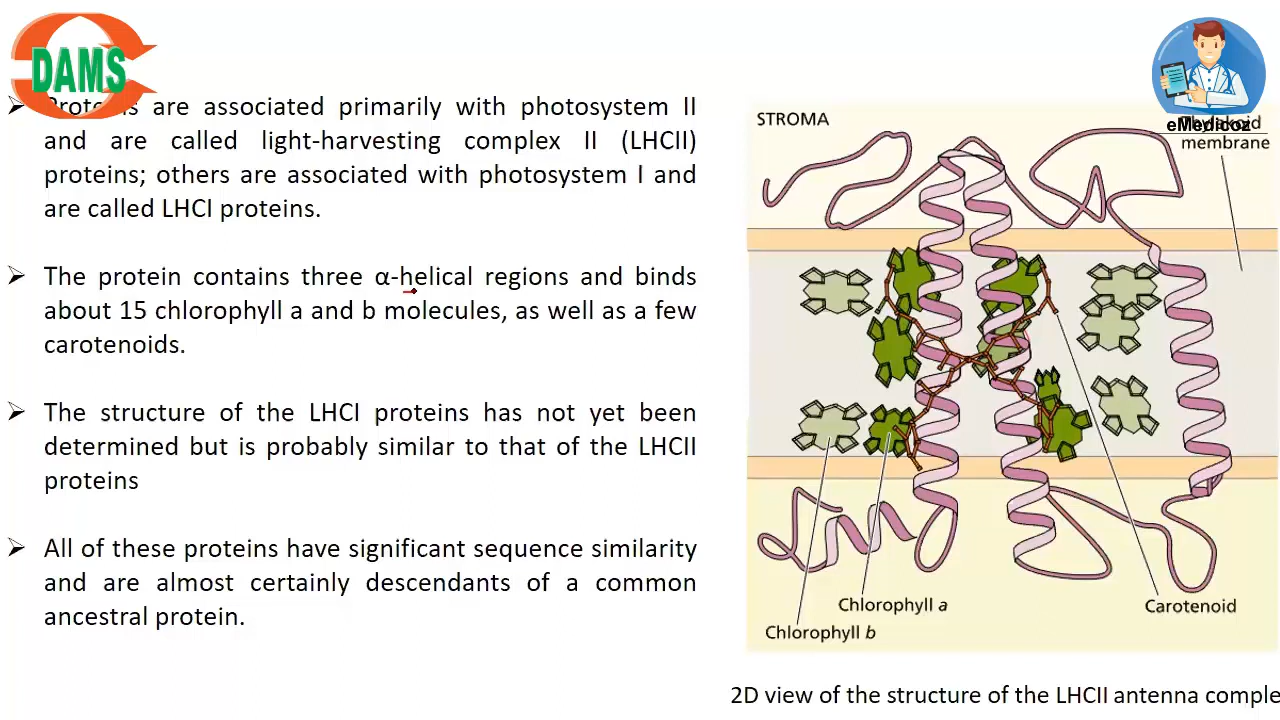 DAMS
Proteins are associated primarily with photosystem II
and are called light-harvesting complex II (LHCII)
proteins; others are associated with photosystem I and
are called LHCI proteins.
The protein contains three α-helical regions and binds
about 15 chlorophyll a and b molecules, as well as a few
carotenoids.
The structure of the LHCI proteins has not yet been
determined but is probably similar to that of the LHCII
proteins
All of these proteins have significant sequence similarity
and are almost certainly descendants of a common
ancestral protein.
eMedicoz
STROMA
Thylakoid
membrane
Chlorophyll a
Chlorophyll b
Carotenoid
2D view of the structure of the LHCII antenna comple